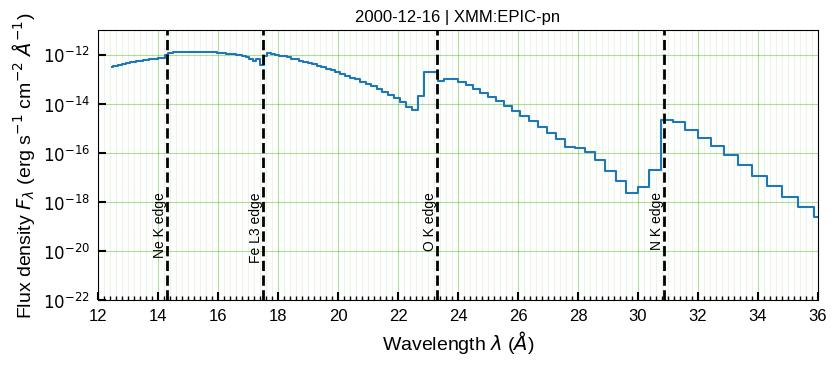 2000-12-16 | XMM:EPIC-pn
Flux density F_λ (erg s⁻¹ cm⁻² Å⁻¹)
10⁻¹²
10⁻¹⁴
10⁻¹⁶
10⁻¹⁸
10⁻²⁰
10⁻²²
Ne K edge
Fe L3 edge
O K edge
N K edge
12 14 16 18 20 22 24 26 28 30 32 34 36
Wavelength λ (Å)